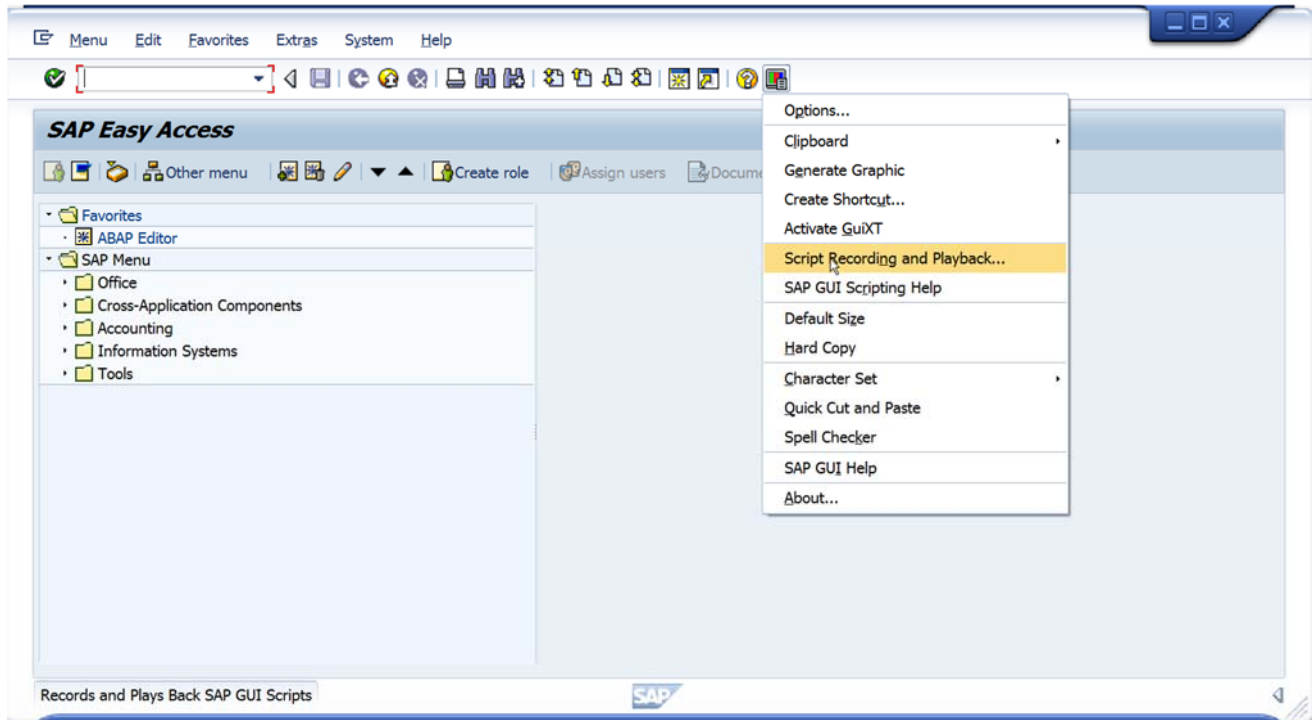 Menu Edit Favorites Extras System Help
SAP Easy Access
Other menu Create role Assign users Docume
Favorites
ABAP Editor
SAP Menu
Office
Cross-Application Components
Accounting
Information Systems
Tools
Options...
Clipboard
Generate Graphic
Create Shortcut...
Activate GuiXT
Script Recording and Playback...
SAP GUI Scripting Help
Default Size
Hard Copy
Character Set
Quick Cut and Paste
Spell Checker
SAP GUI Help
About...
Records and Plays Back SAP GUI Scripts
SAP